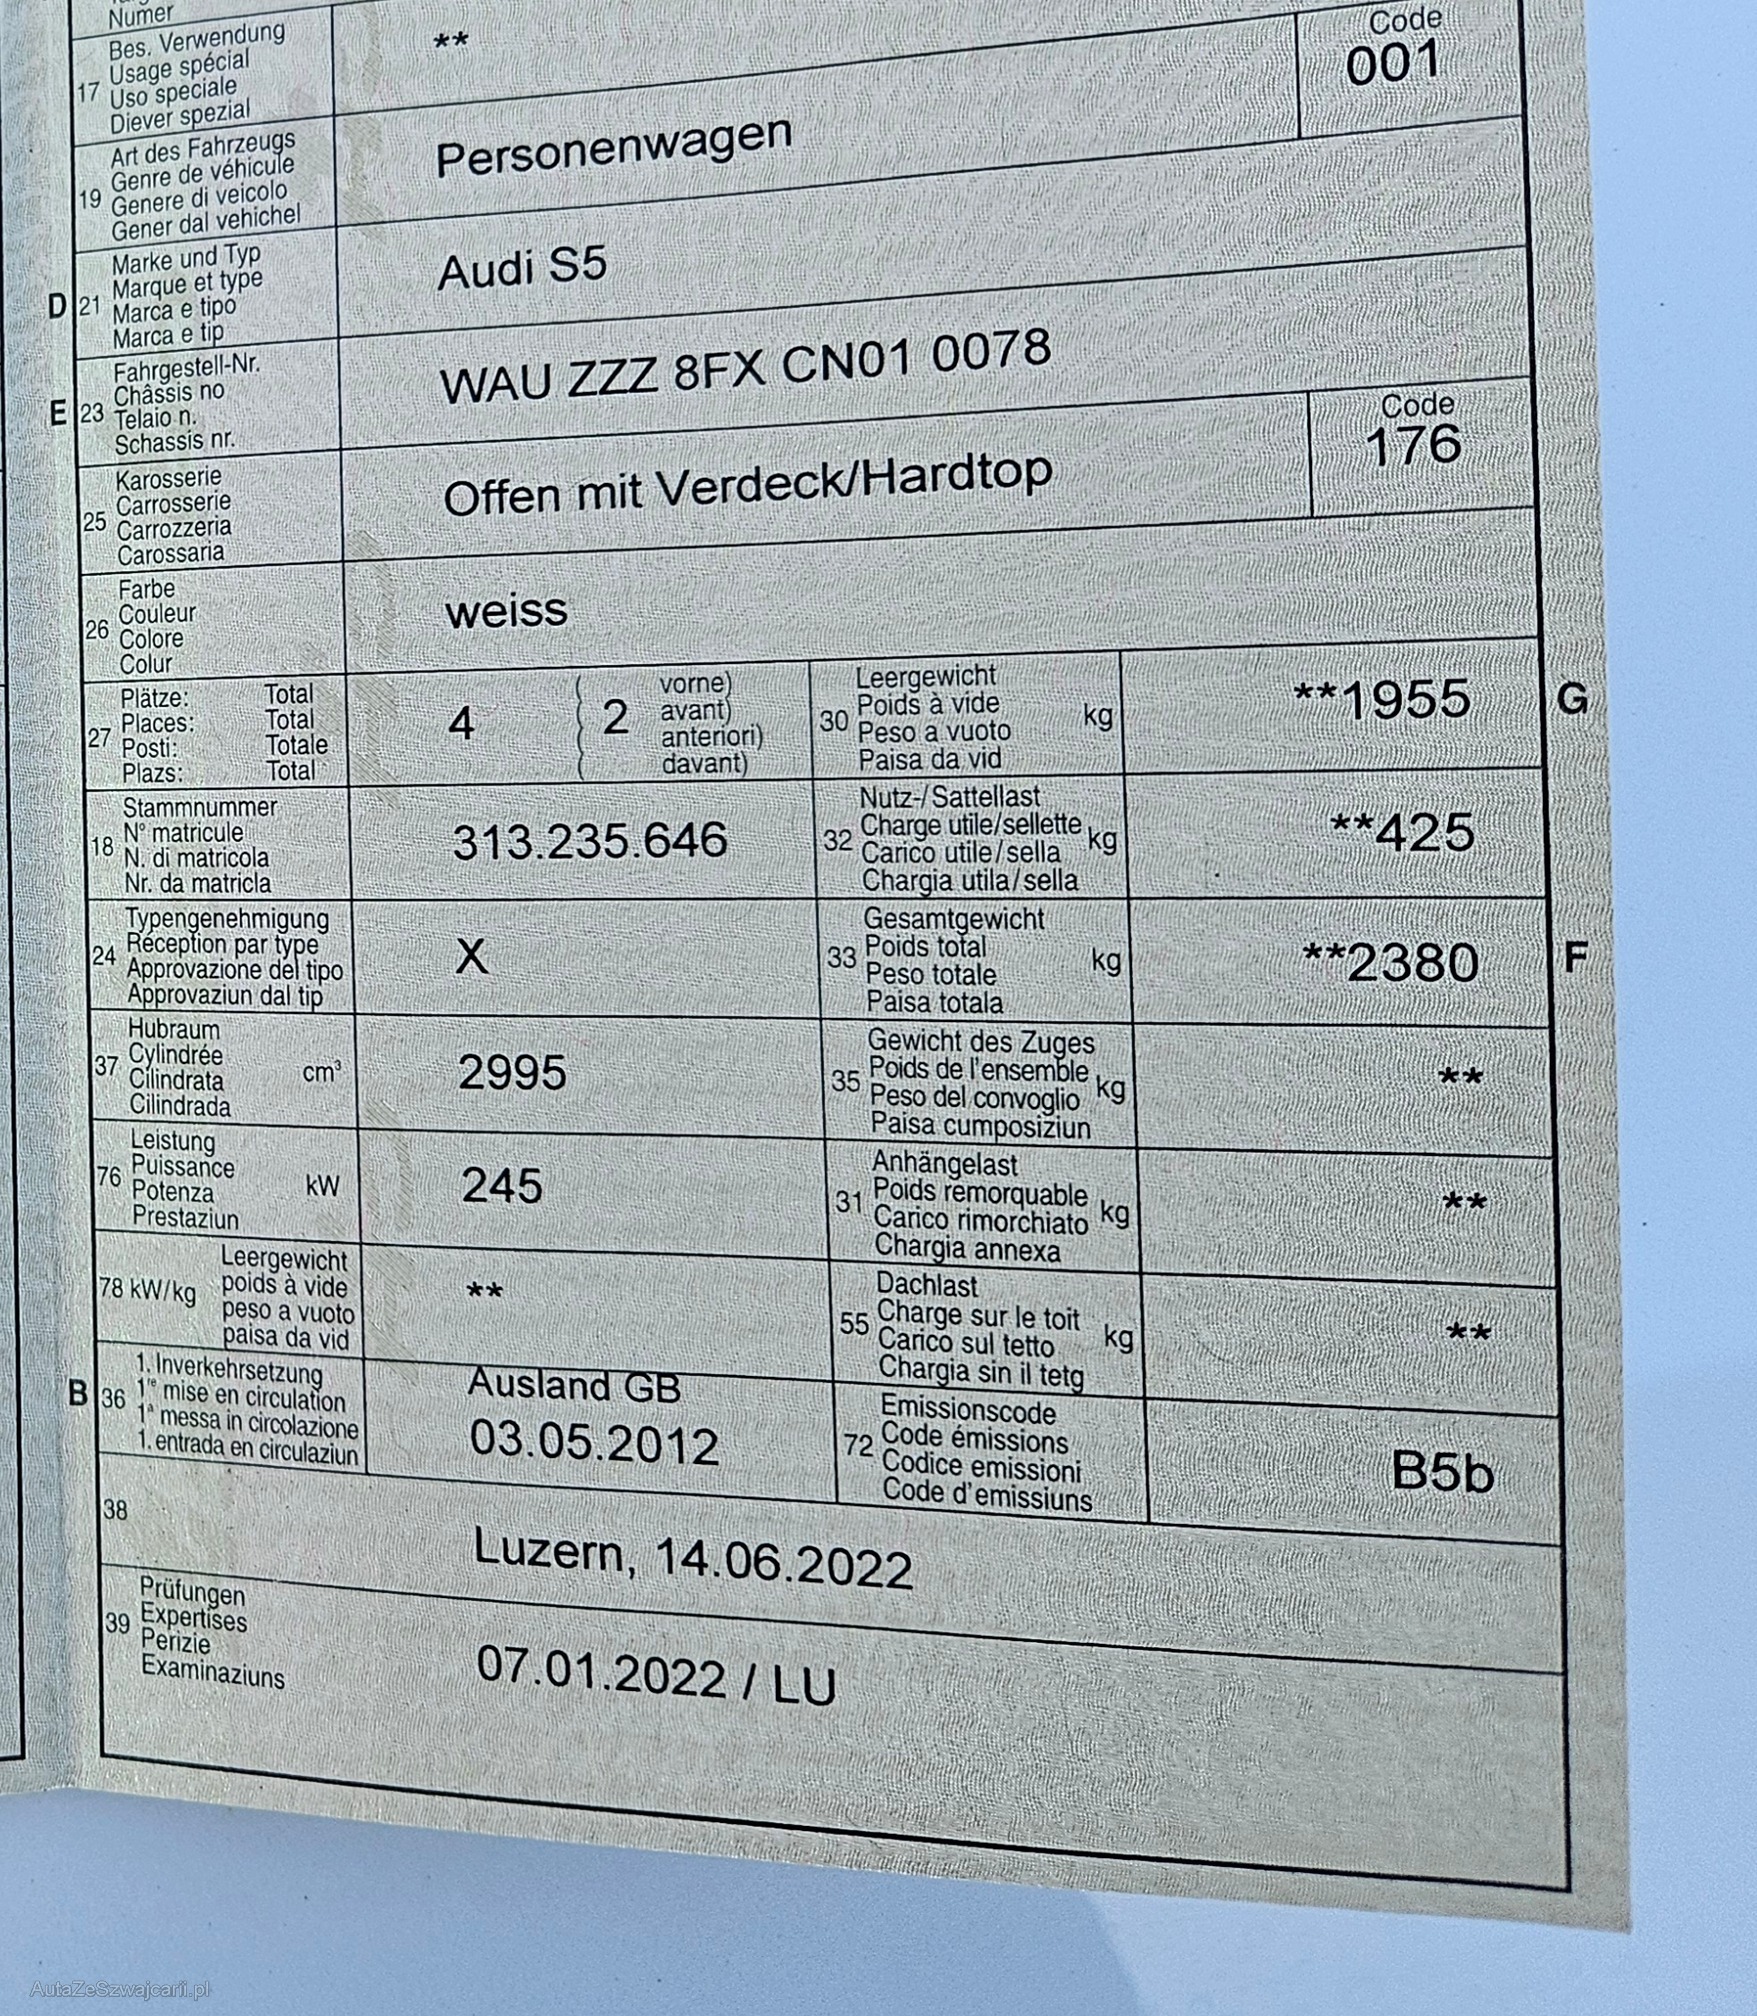 Numer
17 Bes. Verwendung
Usage spécial
Uso speciale
Diever spezial
**
Code
001
19 Art des Fahrzeugs
Genre de véhicule
Genere di veicolo
Gener dal vehichel
Personenwagen
D 21 Marke und Typ
Marque et type
Marca e tipo
Marca e tip
Audi S5
E 23 Fahrgestell-Nr.
Châssis no
Telaio n.
Schassis nr.
WAU ZZZ 8FX CN01 0078
25 Karosserie
Carrosserie
Carrozzeria
Carossaria
Offen mit Verdeck/Hardtop
Code
176
26 Farbe
Couleur
Colore
Colur
weiss
27 Plätze: Total
Places: Total
Posti: Totale
Plazs: Total
4 ( 2 vorne)
( avant)
( anteriori)
( davant)
30 Leergewicht
Poids à vide
Peso a vuoto
Paisa da vid
kg
**1955 G
18 Stammnummer
N° matricule
N. di matricola
Nr. da matricla
313.235.646
32 Nutz-/Sattellast
Charge utile/sellette
Carico utile/sella
Chargia utila/sella
kg
**425
24 Typengenehmigung
Réception par type
Approvazione del tipo
Approvaziun dal tip
X
33 Gesamtgewicht
Poids total
Peso totale
Paisa totala
kg
**2380 F
37 Hubraum
Cylindrée
Cilindrata
Cilindrada
cm³
2995
35 Gewicht des Zuges
Poids de l'ensemble
Peso del convoglio
Paisa cumposiziun
kg
**
76 Leistung
Puissance
Potenza
Prestaziun
kW
245
31 Anhängelast
Poids remorquable
Carico rimorchiato
Chargia annexa
kg
**
78 kW/kg Leergewicht
poids à vide
peso a vuoto
paisa da vid
**
55 Dachlast
Charge sur le toit
Carico sul tetto
Chargia sin il tetg
kg
**
B 36 1. Inverkehrsetzung
1re mise en circulation
1a messa in circolazione
1. entrada en circulaziun
Ausland GB
03.05.2012
72 Emissionscode
Code émissions
Codice emissioni
Code d'emissiuns
B5b
38
Luzern, 14.06.2022
39 Prüfungen
Expertises
Perizie
Examinaziuns
07.01.2022 / LU
AutaZeSzwajcarii.pl